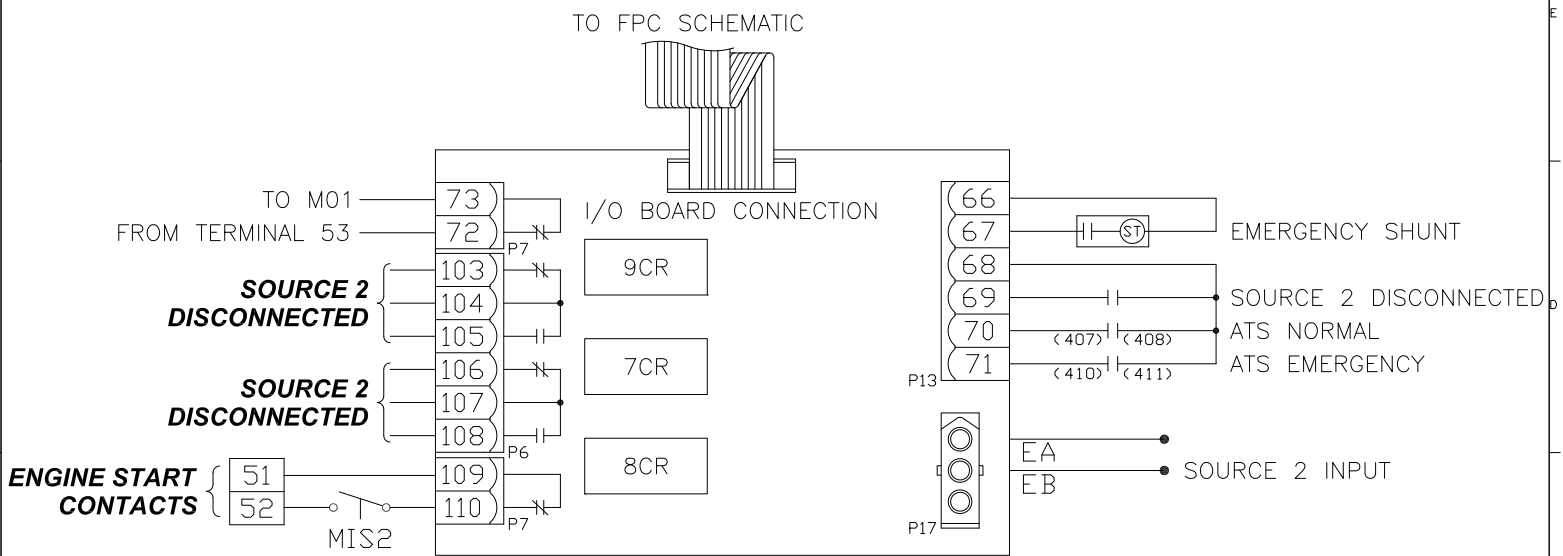 TO FPC SCHEMATIC
E
I/O BOARD CONNECTION
TO M01
73
FROM TERMINAL 53
72
P7
SOURCE 2
DISCONNECTED
103
104
105
SOURCE 2
DISCONNECTED
106
107
108
P6
ENGINE START
CONTACTS
51
52
MIS2
109
110
P7
9CR
7CR
8CR
66
67
ST
EMERGENCY SHUNT
68
69
SOURCE 2 DISCONNECTED
D
70
(407) (408)
ATS NORMAL
71
(410) (411)
ATS EMERGENCY
P13
EA
EB
SOURCE 2 INPUT
P17